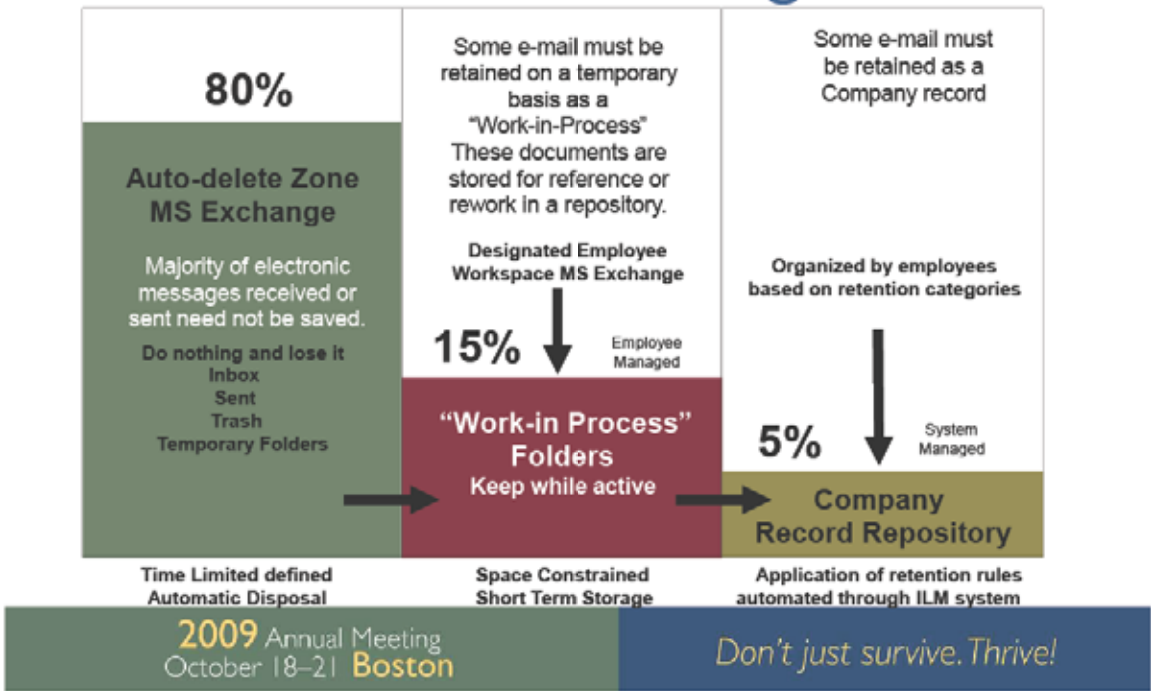 80%
Auto-delete Zone
MS Exchange
Majority of electronic
messages received or
sent need not be saved.
Do nothing and lose it
Inbox
Sent
Trash
Temporary Folders
Time Limited defined
Automatic Disposal
Some e-mail must be
retained on a temporary
basis as a
“Work-in-Process”
These documents are
stored for reference or
rework in a repository.
Designated Employee
Workspace MS Exchange
15%
Employee
Managed
“Work-in Process”
Folders
Keep while active
Space Constrained
Short Term Storage
Some e-mail must
be retained as a
Company record
Organized by employees
based on retention categories
5%
System
Managed
Company
Record Repository
Application of retention rules
automated through ILM system
2009 Annual Meeting
October 18–21 Boston
Don’t just survive. Thrive!